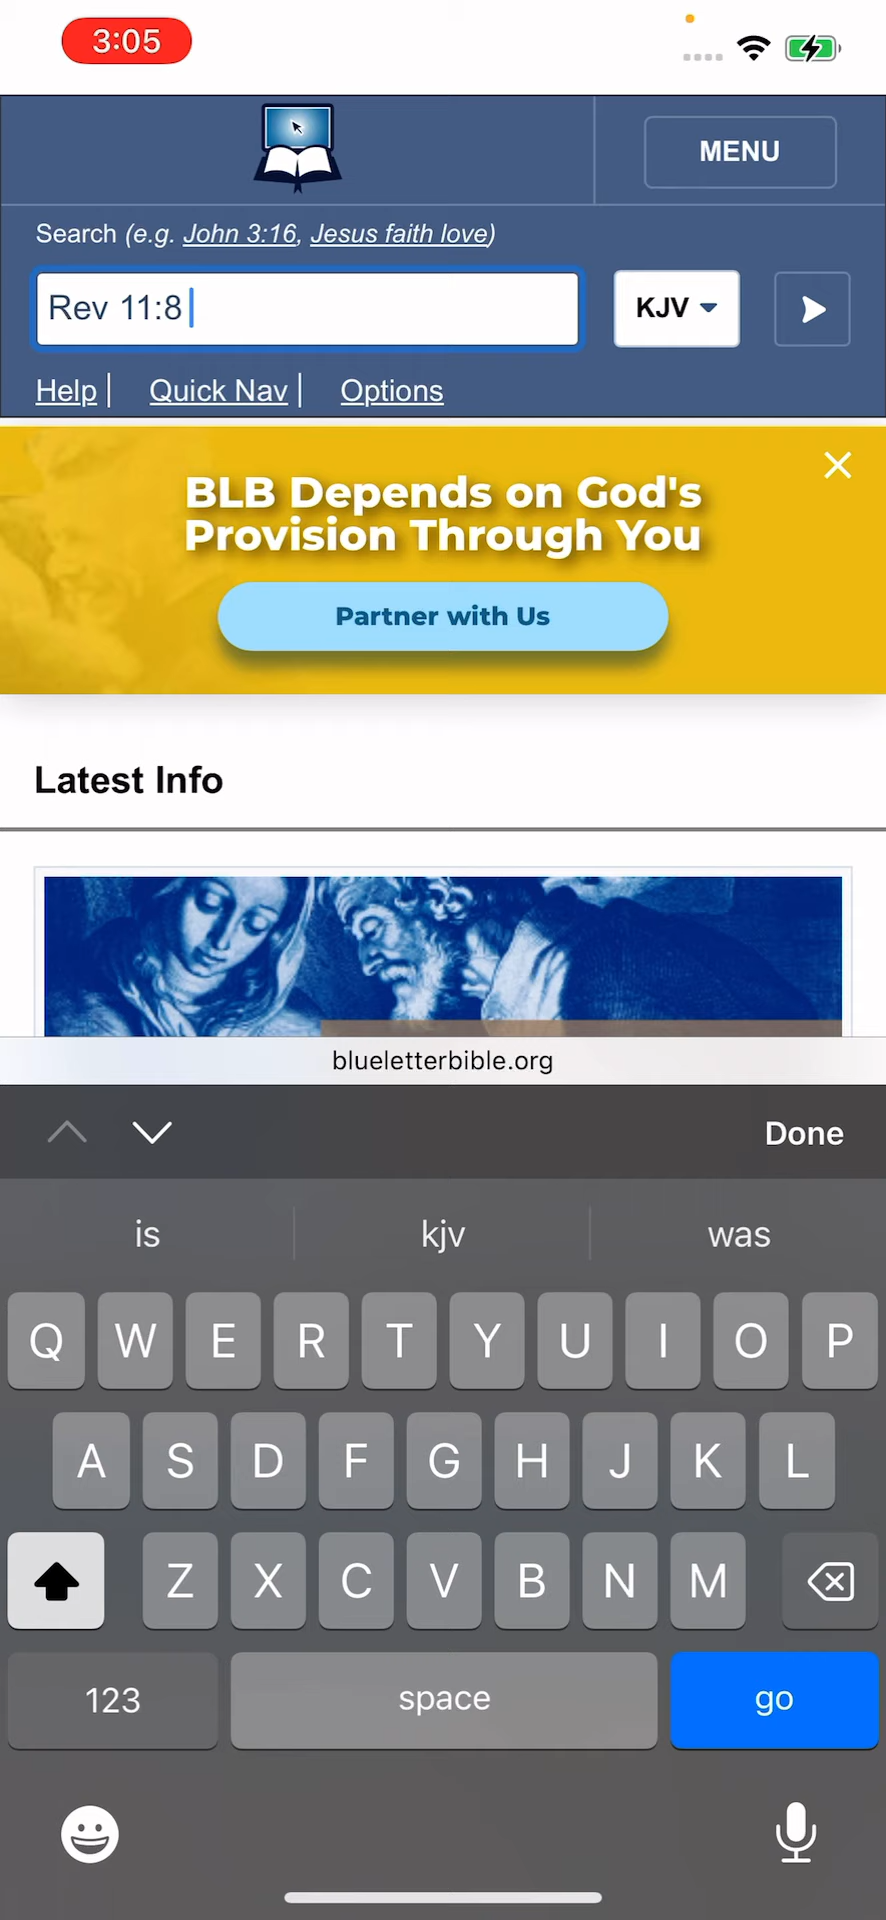 3:05
MENU
Search (e.g. John 3:16, Jesus faith love)
Rev 11:8
KJV
Help | Quick Nav | Options
BLB Depends on God's
Provision Through You
Partner with Us
Latest Info
blueletterbible.org
Done
is kjv was
Q W E R T Y U I O P
A S D F G H J K L
Z X C V B N M
123 space go